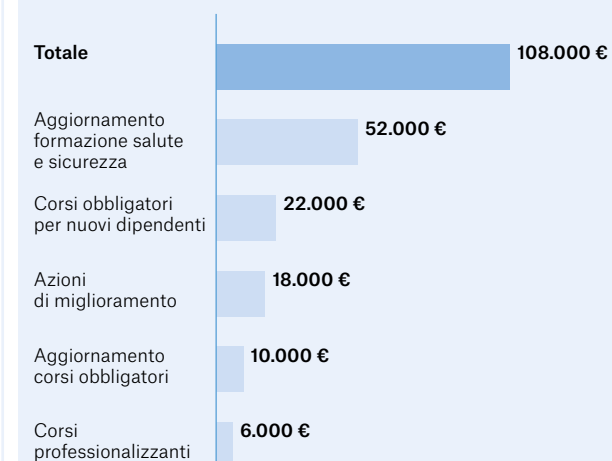 Totale
108.000 €
Aggiornamento
formazione salute
e sicurezza
52.000 €
Corsi obbligatori
per nuovi dipendenti
22.000 €
Azioni
di miglioramento
18.000 €
Aggiornamento
corsi obbligatori
10.000 €
Corsi
professionalizzanti
6.000 €